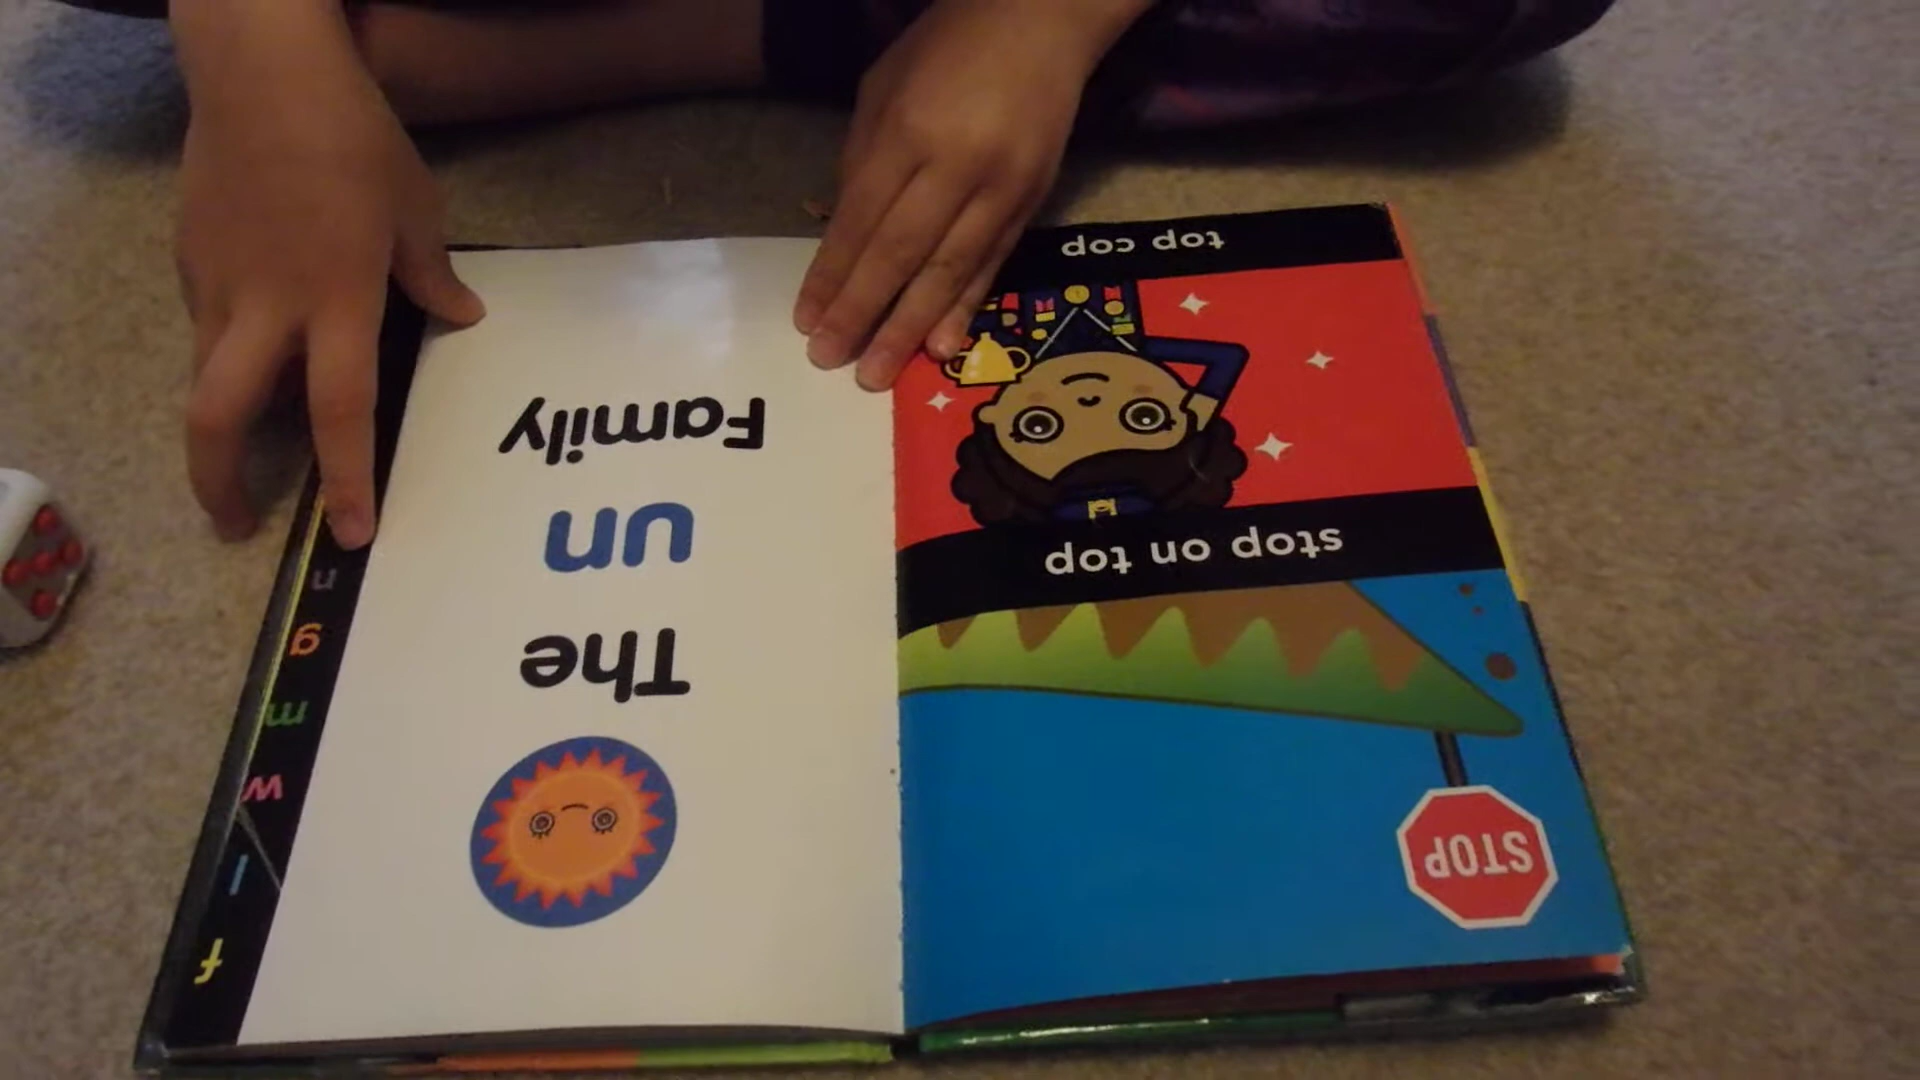 STOP
stop on top
top cop
The
un
Family
f
l
w
m
g
n